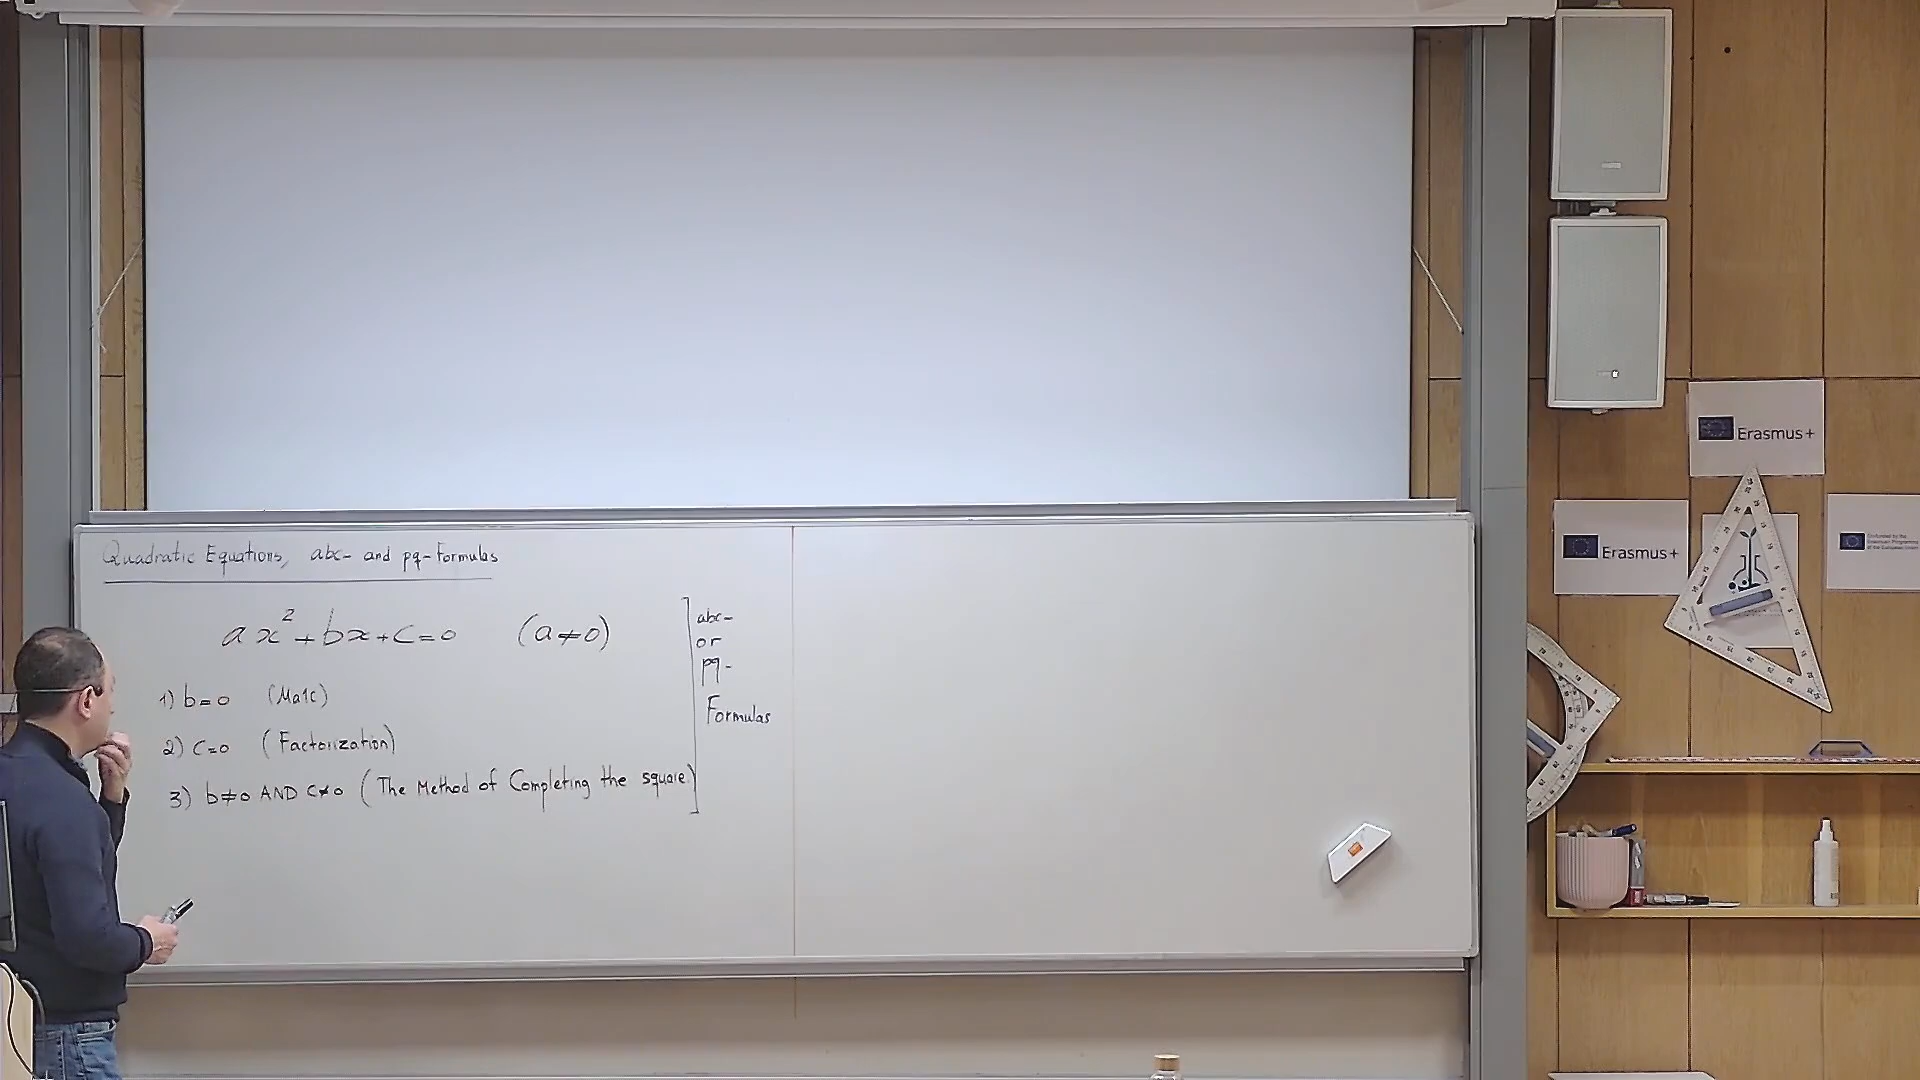 Quadratic Equations, abc- and pq-Formulas
ax² + bx + c = 0 (a ≠ 0)
1) b = 0 (Ma1c)
2) c = 0 (Factorization)
3) b ≠ 0 AND c ≠ 0 (The Method of Completing the square)
abc-
or
pq-
Formulas
Erasmus+
Erasmus+